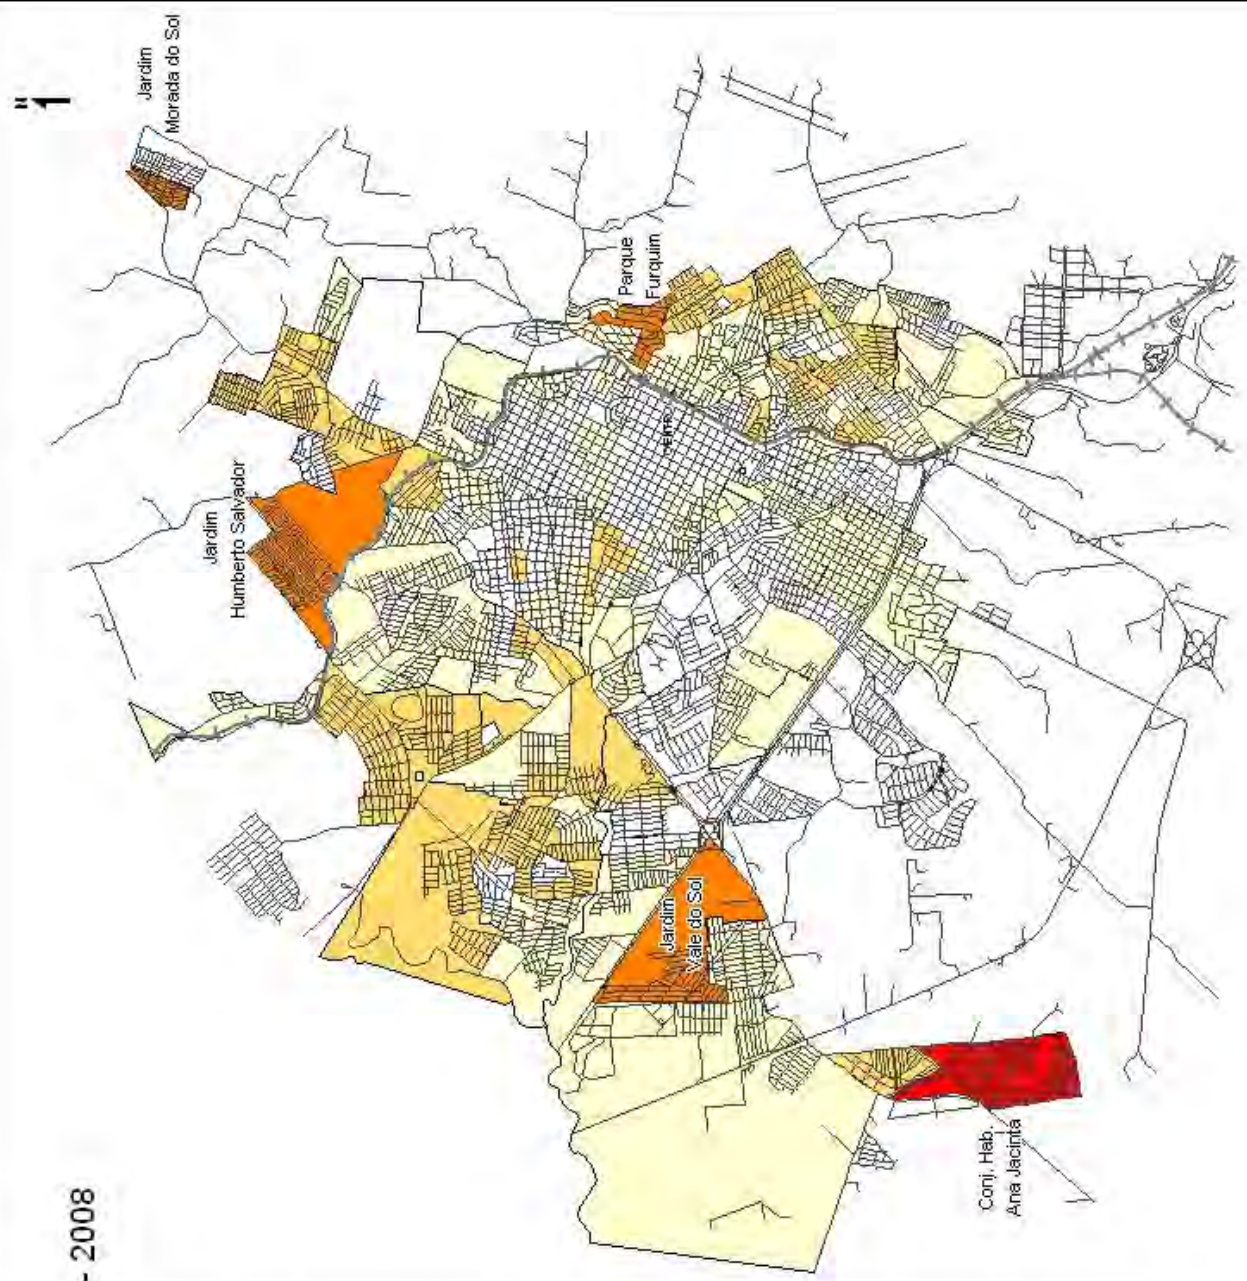 N
Jardim
Morada do Sol
Parque
Furquim
Jardim
Humberto Salvador
Jardim
Vale do Sol
Conj. Hab.
Ana Jacinta
- 2008